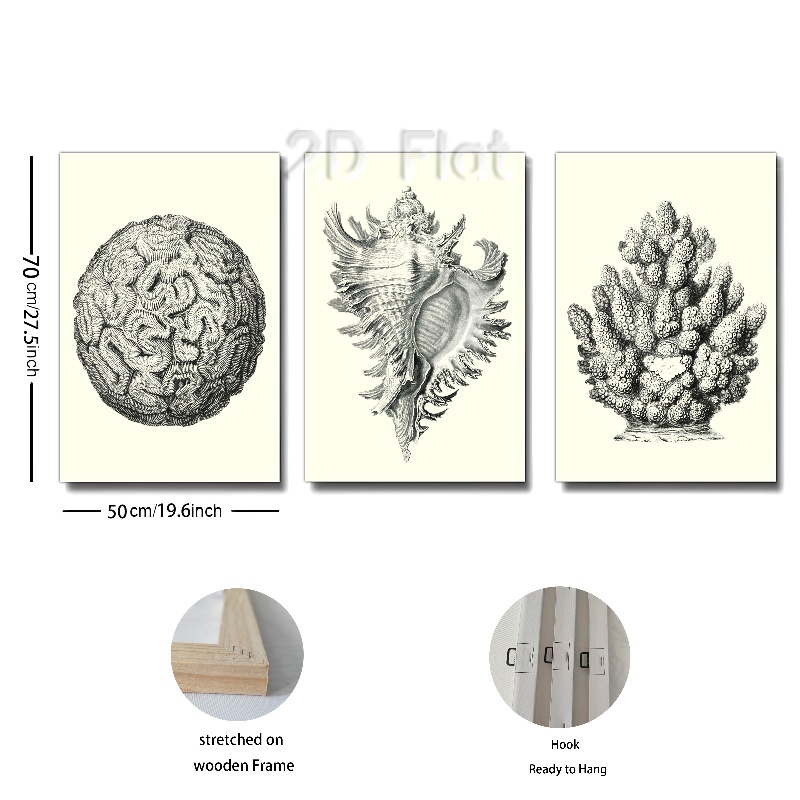 2D Flat
70 cm/27.5inch
50cm/19.6inch
stretched on
wooden Frame
Hook
Ready to Hang